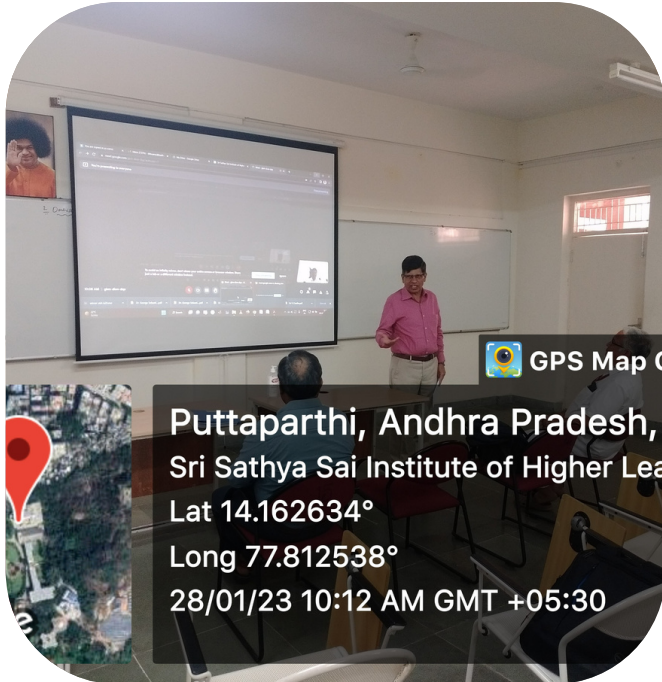 GPS Map C
Puttaparthi, Andhra Pradesh,
Sri Sathya Sai Institute of Higher Lea
Lat 14.162634°
Long 77.812538°
28/01/23 10:12 AM GMT +05:30